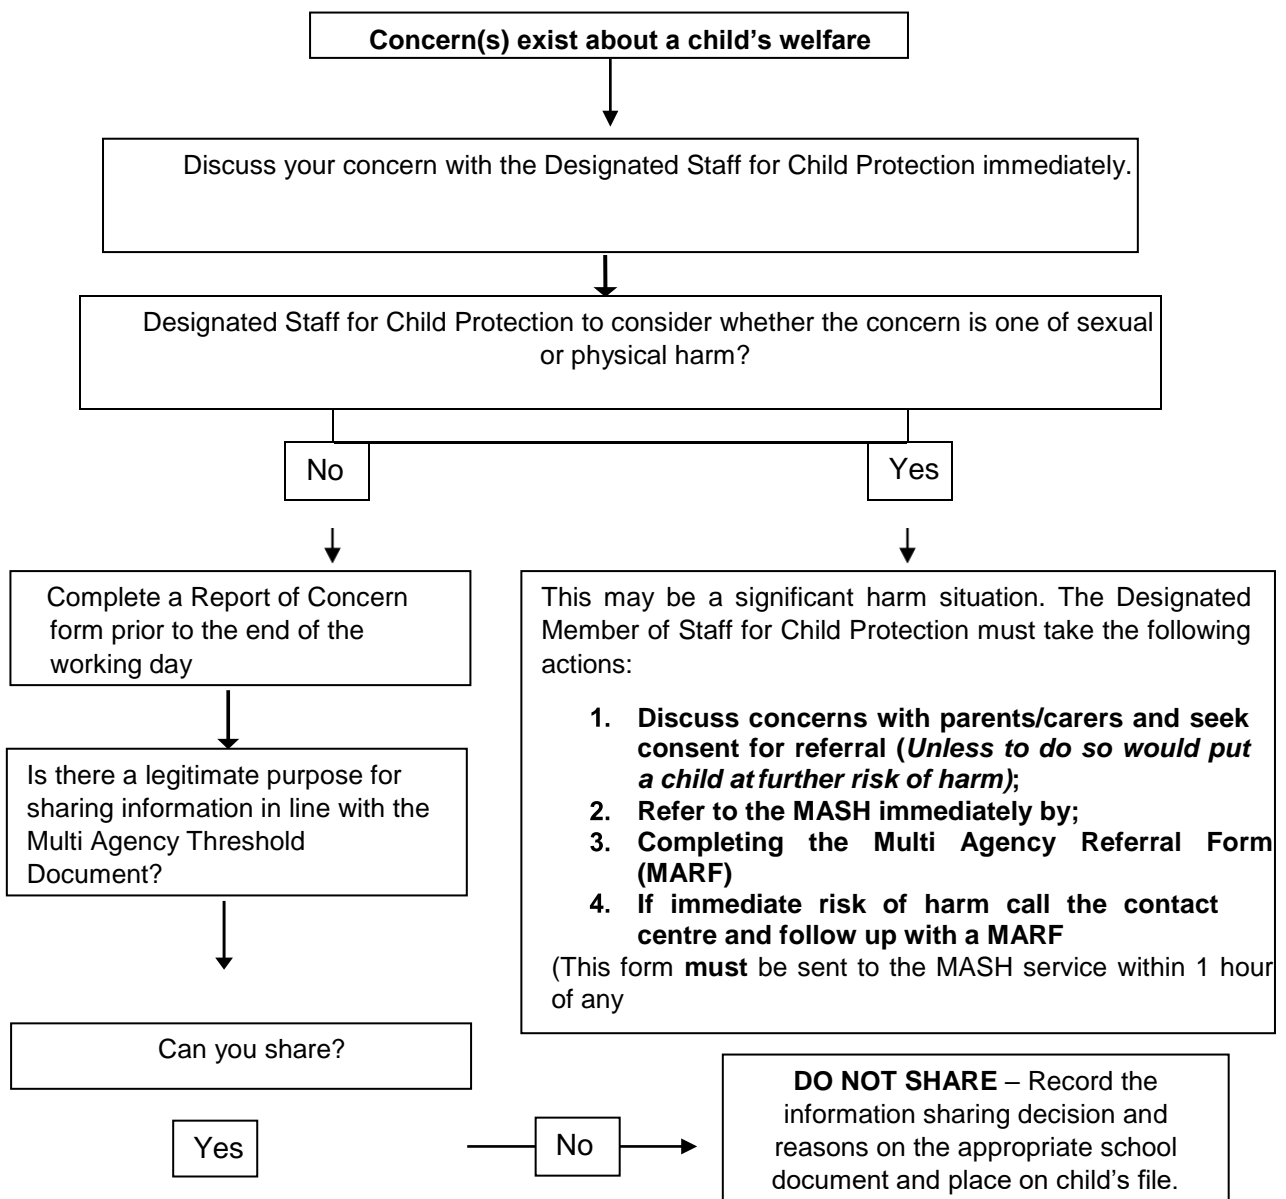 Concern(s) exist about a child's welfare
Discuss your concern with the Designated Staff for Child Protection immediately.
Designated Staff for Child Protection to consider whether the concern is one of sexual
or physical harm?
No
Yes
Complete a Report of Concern
form prior to the end of the
working day
Is there a legitimate purpose for
sharing information in line with the
Multi Agency Threshold
Document?
Can you share?
Yes
No
This may be a significant harm situation. The Designated
Member of Staff for Child Protection must take the following
actions:
1. Discuss concerns with parents/carers and seek
consent for referral (Unless to do so would put
a child at further risk of harm);
2. Refer to the MASH immediately by;
3. Completing the Multi Agency Referral Form
(MARF)
4. If immediate risk of harm call the contact
centre and follow up with a MARF
(This form must be sent to the MASH service within 1 hour
of any
DO NOT SHARE – Record the
information sharing decision and
reasons on the appropriate school
document and place on child's file.